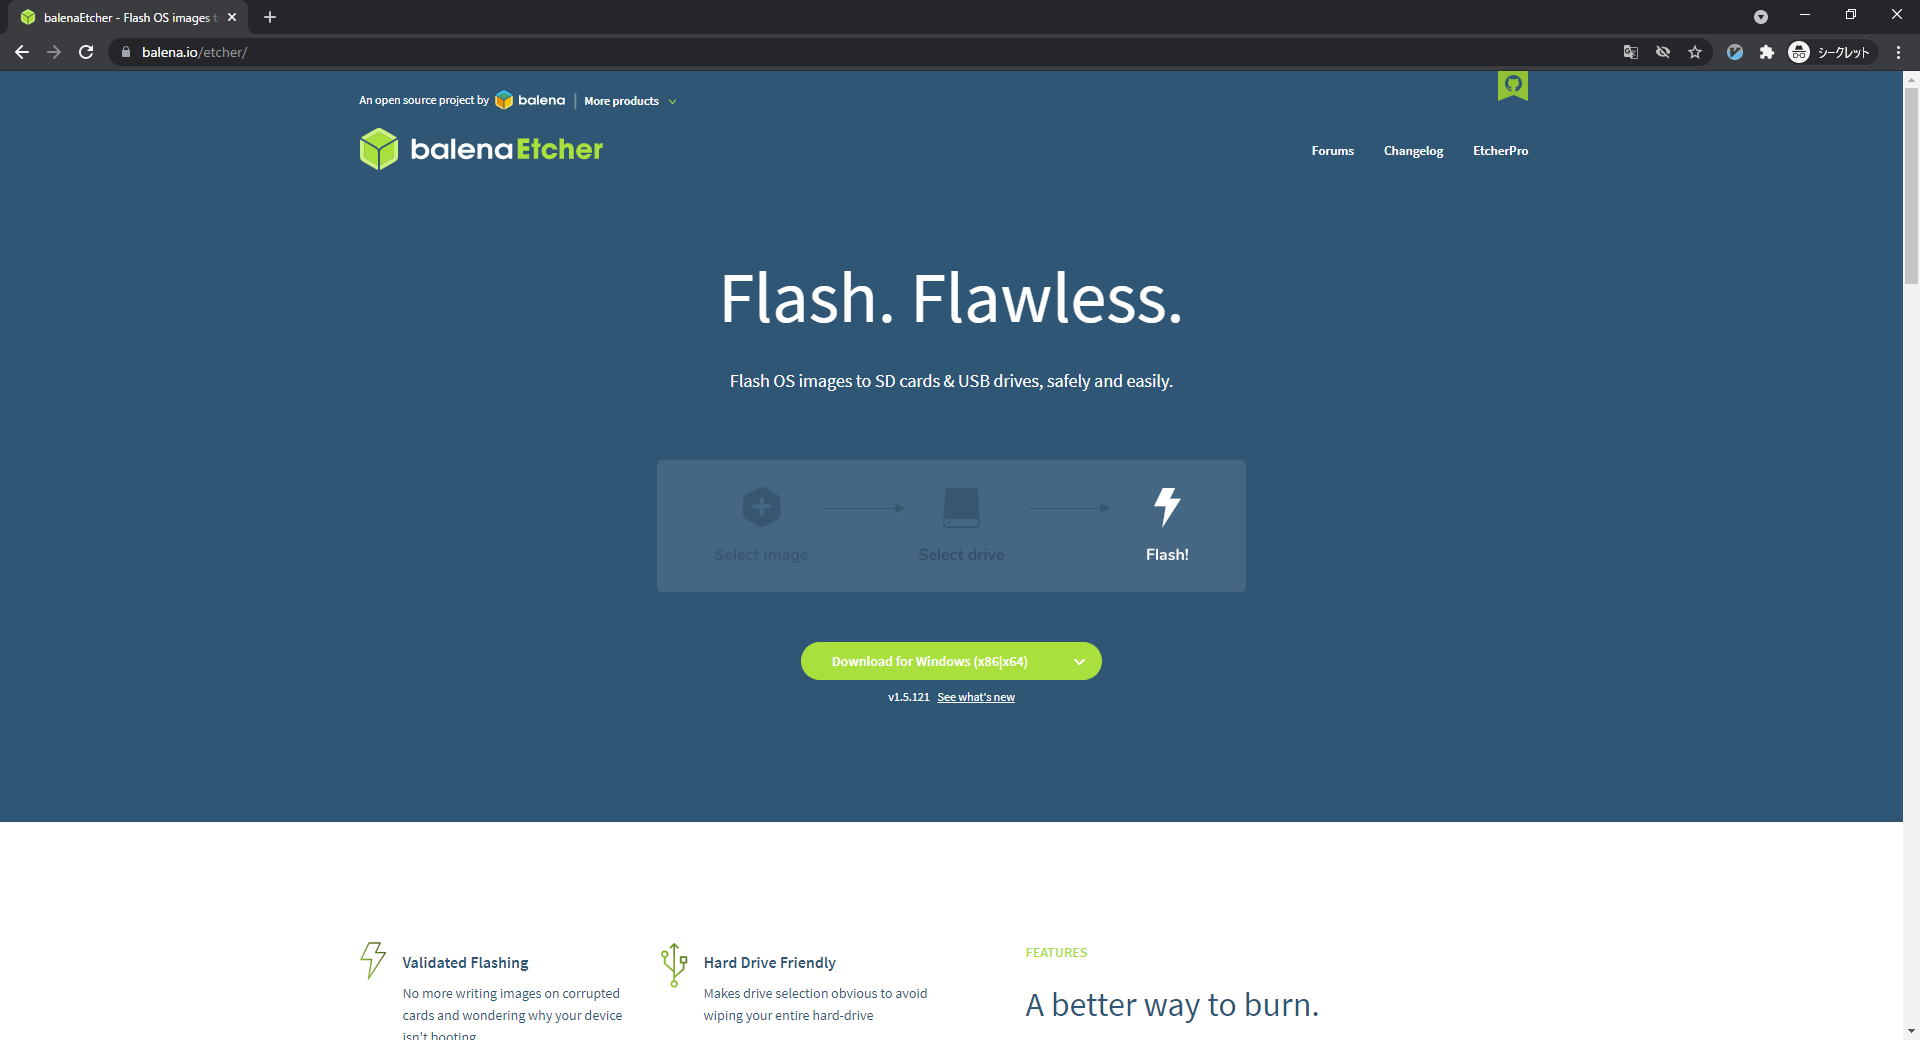 balenaEtcher - Flash OS images t
balena.io/etcher/
シークレット
An open source project by balena | More products
balenaEtcher
Forums Changelog EtcherPro
Flash. Flawless.
Flash OS images to SD cards & USB drives, safely and easily.
Select image Select drive Flash!
Download for Windows (x86|x64)
v1.5.121 See what's new
Validated Flashing
No more writing images on corrupted
cards and wondering why your device
isn't booting
Hard Drive Friendly
Makes drive selection obvious to avoid
wiping your entire hard-drive
FEATURES
A better way to burn.